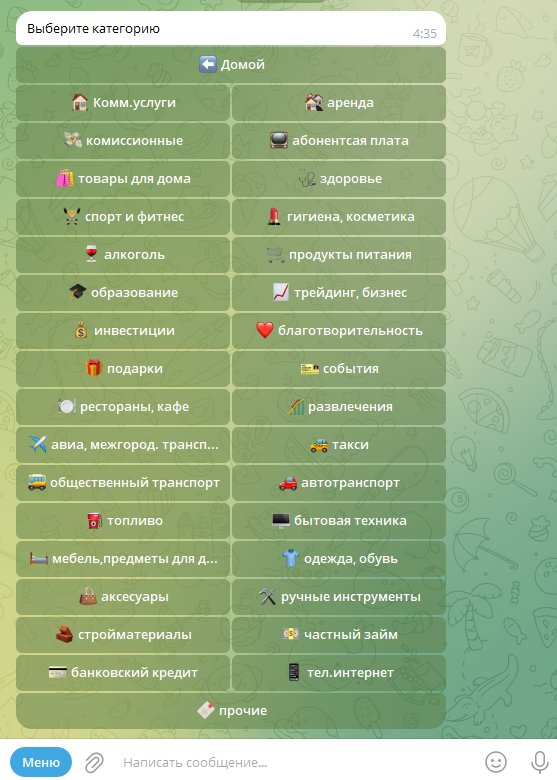 Выберите категорию
4:35
Домой
Комм.услуги
аренда
комиссионные
абонентсая плата
товары для дома
здоровье
спорт и фитнес
гигиена, косметика
алкоголь
продукты питания
образование
трейдинг, бизнес
инвестиции
благотворительность
подарки
события
рестораны, кафе
развлечения
авиа, межгород. трансп...
такси
общественный транспорт
автотранспорт
топливо
бытовая техника
мебель,предметы для д...
одежда, обувь
аксесуары
ручные инструменты
стройматериалы
частный займ
банковский кредит
тел.интернет
прочие
Меню
Написать сообщение...